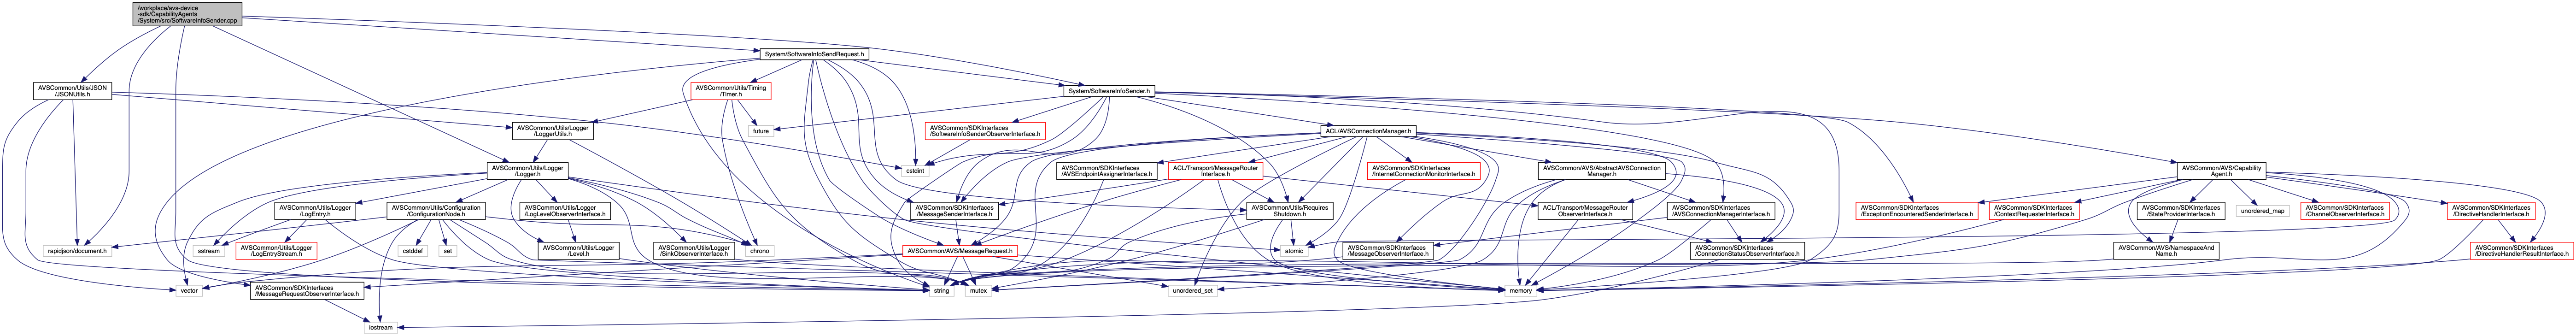 /workplace/avs-device
-sdk/CapabilityAgents
/System/src/SoftwareInfoSender.cpp
System/SoftwareInfoSendRequest.h
AVSCommon/Utils/JSON
/JSONUtils.h
AVSCommon/Utils/Timing
/Timer.h
System/SoftwareInfoSender.h
AVSCommon/Utils/Logger
/LoggerUtils.h
future
AVSCommon/SDKInterfaces
/SoftwareInfoSenderObserverInterface.h
ACL/AVSConnectionManager.h
AVSCommon/Utils/Logger
/Logger.h
cstdint
AVSCommon/SDKInterfaces
/AVSEndpointAssignerInterface.h
ACL/Transport/MessageRouter
Interface.h
AVSCommon/SDKInterfaces
/InternetConnectionMonitorInterface.h
AVSCommon/AVS/AbstractAVSConnection
Manager.h
AVSCommon/AVS/Capability
Agent.h
AVSCommon/Utils/Logger
/LogEntry.h
AVSCommon/Utils/Configuration
/ConfigurationNode.h
AVSCommon/Utils/Logger
/LogLevelObserverInterface.h
AVSCommon/SDKInterfaces
/MessageSenderInterface.h
AVSCommon/Utils/Requires
Shutdown.h
ACL/Transport/MessageRouter
ObserverInterface.h
AVSCommon/SDKInterfaces
/AVSConnectionManagerInterface.h
AVSCommon/SDKInterfaces
/ExceptionEncounteredSenderInterface.h
AVSCommon/SDKInterfaces
/ContextRequesterInterface.h
AVSCommon/SDKInterfaces
/StateProviderInterface.h
unordered_map
AVSCommon/SDKInterfaces
/ChannelObserverInterface.h
AVSCommon/SDKInterfaces
/DirectiveHandlerInterface.h
rapidjson/document.h
sstream
AVSCommon/Utils/Logger
/LogEntryStream.h
cstddef
set
AVSCommon/Utils/Logger
/Level.h
AVSCommon/Utils/Logger
/SinkObserverInterface.h
chrono
AVSCommon/AVS/MessageRequest.h
atomic
AVSCommon/SDKInterfaces
/MessageObserverInterface.h
AVSCommon/SDKInterfaces
/ConnectionStatusObserverInterface.h
AVSCommon/AVS/NamespaceAnd
Name.h
AVSCommon/SDKInterfaces
/DirectiveHandlerResultInterface.h
vector
AVSCommon/SDKInterfaces
/MessageRequestObserverInterface.h
string
mutex
unordered_set
memory
iostream